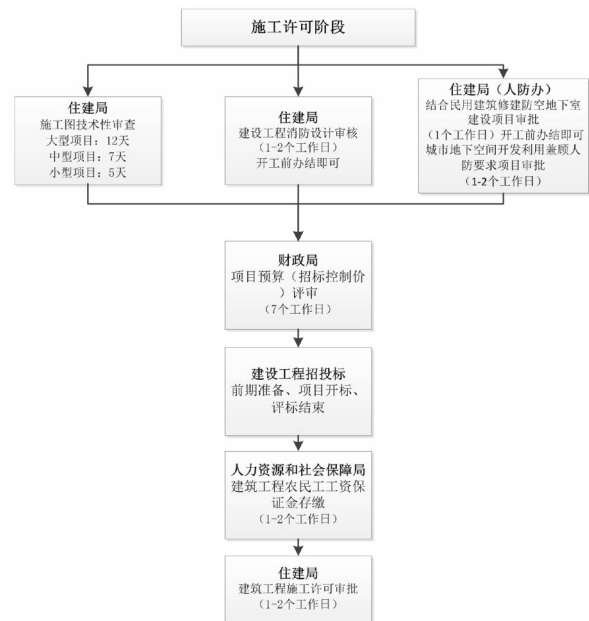 施工许可阶段
住建局
施工图技术性审查
大型项目：12天
中型项目：7天
小型项目：5天
住建局
建设工程消防设计审核
（1-2个工作日）
开工前办结即可
住建局（人防办）
结合民用建筑修建防空地下室
建设项目审批
（1个工作日）开工前办结即可
城市地下空间开发利用兼顾人
防要求项目审批
（1-2个工作日）
财政局
项目预算（招标控制价
）评审
（7个工作日）
建设工程招投标
前期准备、项目开标、
评标结束
人力资源和社会保障局
建筑工程农民工工资保
证金存缴
（1-2个工作日）
住建局
建筑工程施工许可审批
（1-2个工作日）